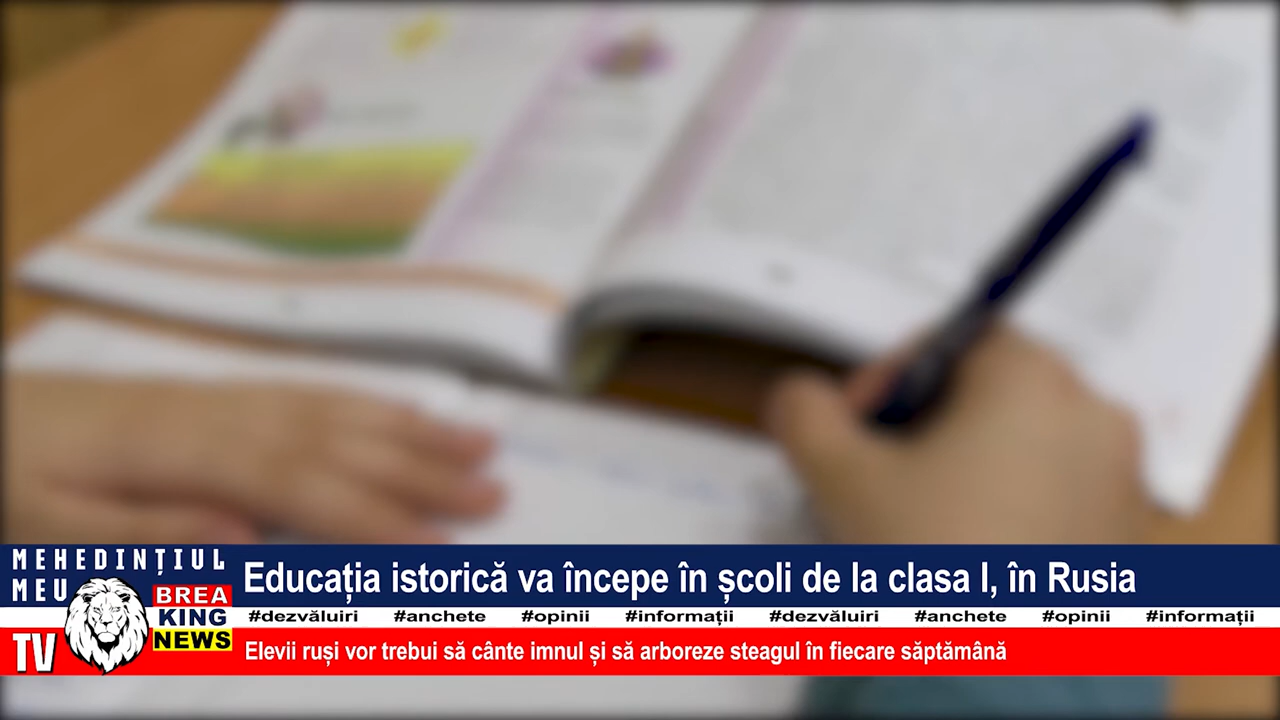 MEHEDINȚIUL
MEU
TV
BREA
KING
NEWS
Educația istorică va începe în școli de la clasa I, în Rusia
#dezvăluiri #anchete #opinii #informații #dezvăluiri #anchete #opinii #informații
Elevii ruși vor trebui să cânte imnul și să arboreze steagul în fiecare săptămână